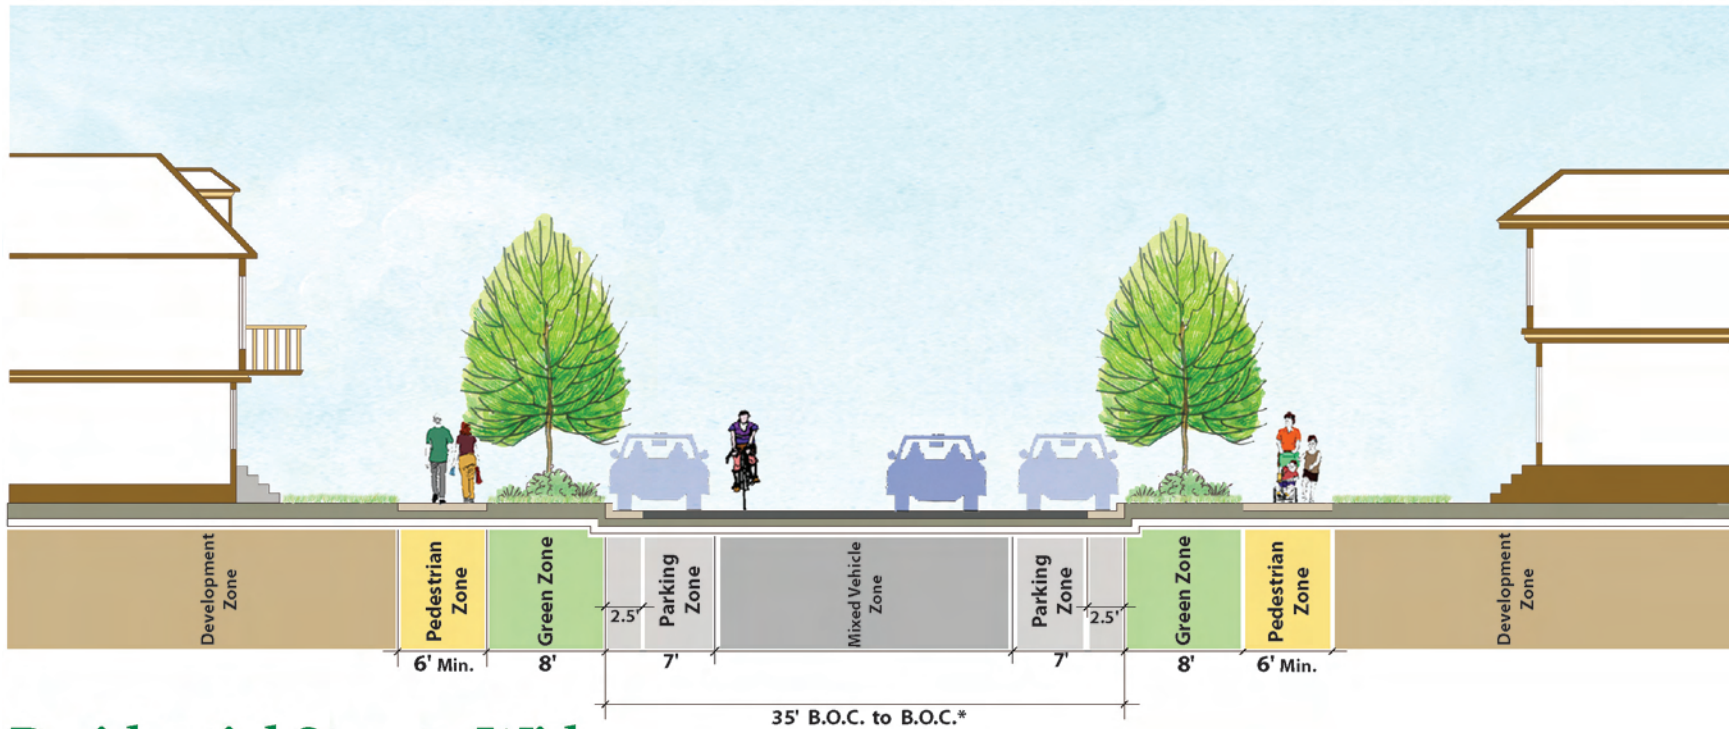 Development
Zone
Pedestrian
Zone
Green Zone
2.5'
Parking
Zone
Mixed Vehicle
Zone
Parking
Zone
2.5'
Green Zone
Pedestrian
Zone
Development
Zone
6' Min.
8'
7'
7'
8'
6' Min.
35' B.O.C. to B.O.C.*